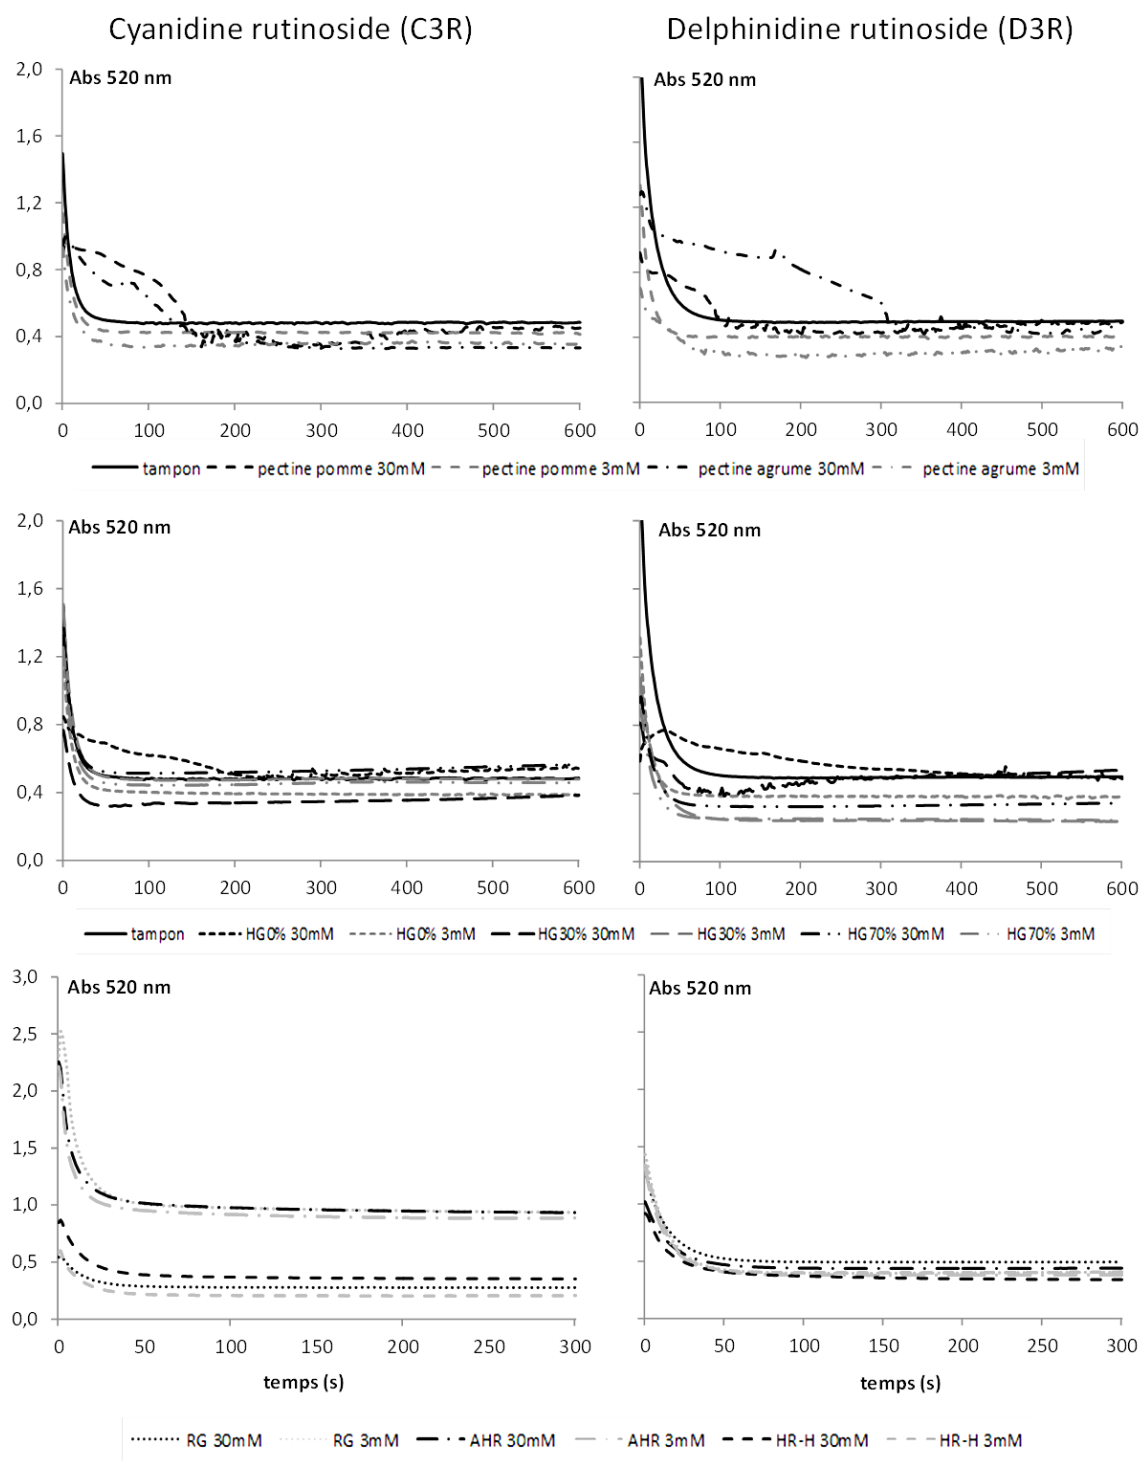 Cyanidine rutinoside (C3R) Delphinidine rutinoside (D3R)
Abs 520 nm Abs 520 nm
2,0
1,6
1,2
0,8
0,4
0,0
0 100 200 300 400 500 600 0 100 200 300 400 500 600
tampon pectine pomme 30mM pectine pomme 3mM pectine agrume 30mM pectine agrume 3mM
Abs 520 nm Abs 520 nm
2,0
1,6
1,2
0,8
0,4
0,0
0 100 200 300 400 500 600 0 100 200 300 400 500 600
tampon HG0% 30mM HG0% 3mM HG30% 30mM HG30% 3mM HG70% 30mM HG70% 3mM
Abs 520 nm Abs 520 nm
3,0
2,5
2,0
1,5
1,0
0,5
0,0
0 50 100 150 200 250 300 0 50 100 150 200 250 300
temps (s) temps (s)
RG 30mM RG 3mM AHR 30mM AHR 3mM HR-H 30mM HR-H 3mM